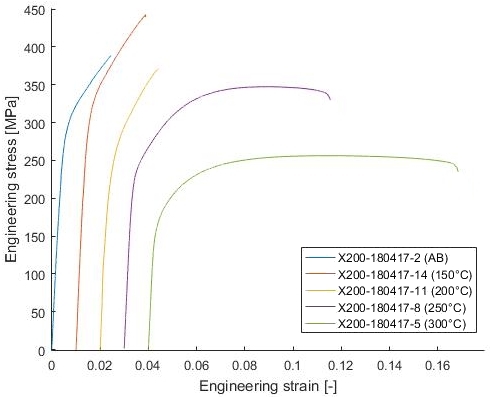 450
400
350
300
250
200
150
100
50
0
Engineering stress [MPa]
X200-180417-2 (AB)
X200-180417-14 (150°C)
X200-180417-11 (200°C)
X200-180417-8 (250°C)
X200-180417-5 (300°C)
0 0.02 0.04 0.06 0.08 0.1 0.12 0.14 0.16
Engineering strain [-]